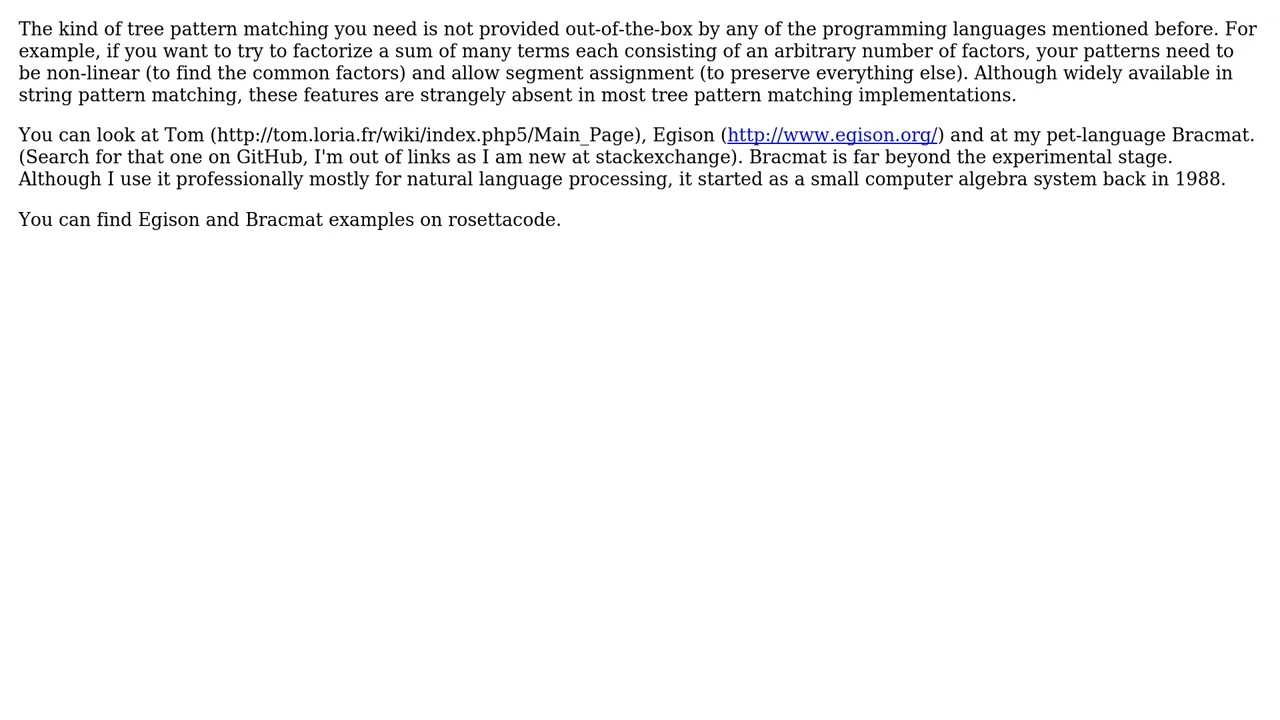 The kind of tree pattern matching you need is not provided out-of-the-box by any of the programming languages mentioned before. For
example, if you want to try to factorize a sum of many terms each consisting of an arbitrary number of factors, your patterns need to
be non-linear (to find the common factors) and allow segment assignment (to preserve everything else). Although widely available in
string pattern matching, these features are strangely absent in most tree pattern matching implementations.
You can look at Tom (http://tom.loria.fr/wiki/index.php5/Main_Page), Egison (http://www.egison.org/) and at my pet-language Bracmat.
(Search for that one on GitHub, I'm out of links as I am new at stackexchange). Bracmat is far beyond the experimental stage.
Although I use it professionally mostly for natural language processing, it started as a small computer algebra system back in 1988.
You can find Egison and Bracmat examples on rosettacode.